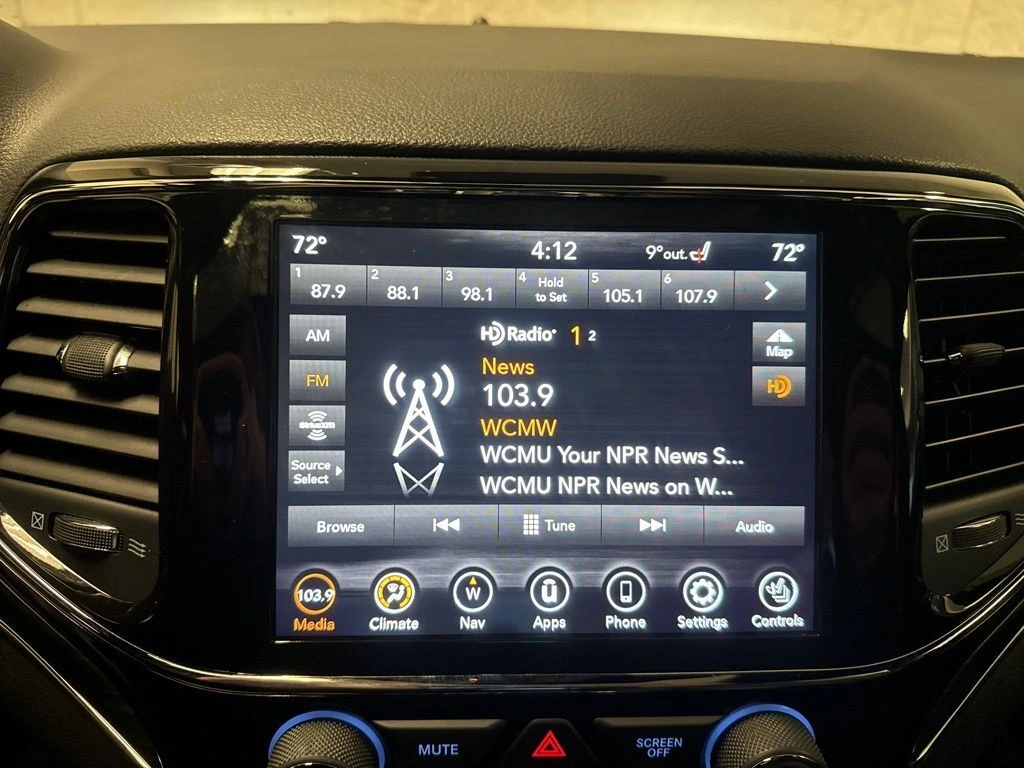 72° 4:12 9°out. 72°
1 87.9 2 88.1 3 98.1 4 Hold to Set 5 105.1 6 107.9
AM
HD Radio 1 2
Map
FM
News
103.9
HD
SiriusXM
WCMW
WCMU Your NPR News S...
Source Select
WCMU NPR News on W...
Browse Tune Audio
103.9 W u
Media Climate Nav Apps Phone Settings Controls
MUTE SCREEN OFF